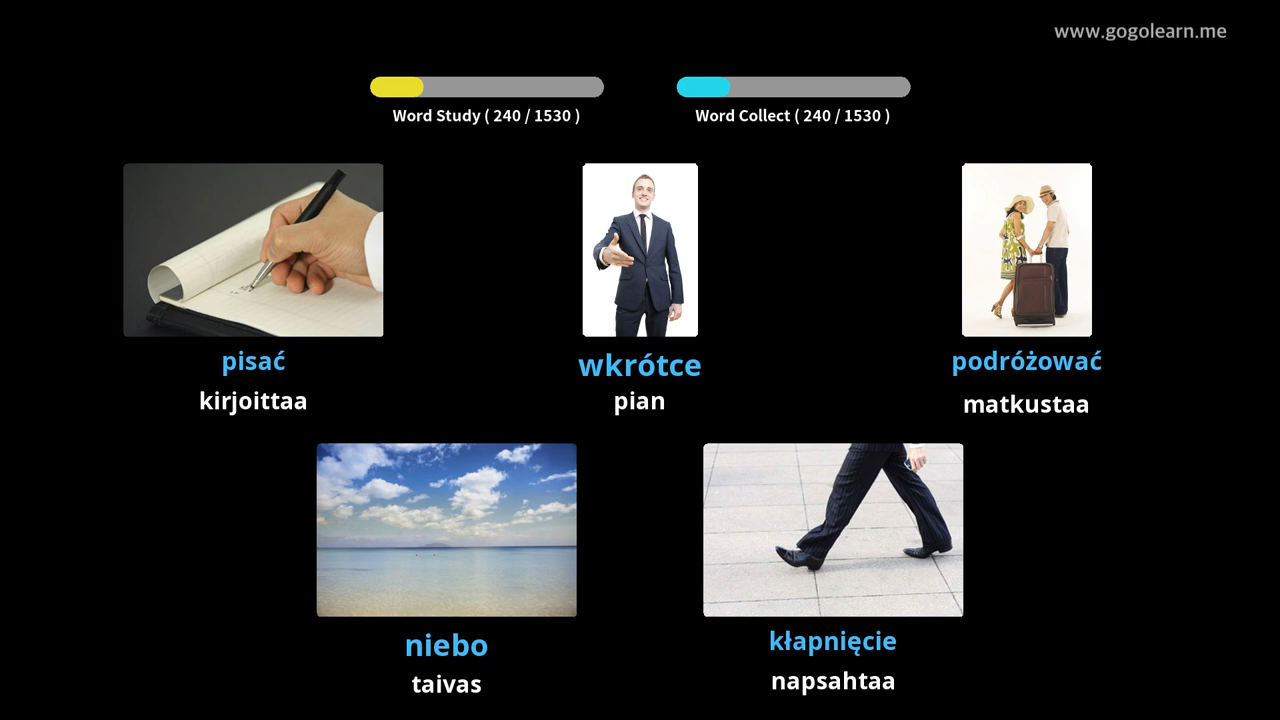 www.gogolearn.me
Word Study ( 240 / 1530 )
Word Collect ( 240 / 1530 )
pisać
kirjoittaa
wkrótce
pian
podróżować
matkustaa
niebo
taivas
kłapnięcie
napsahtaa